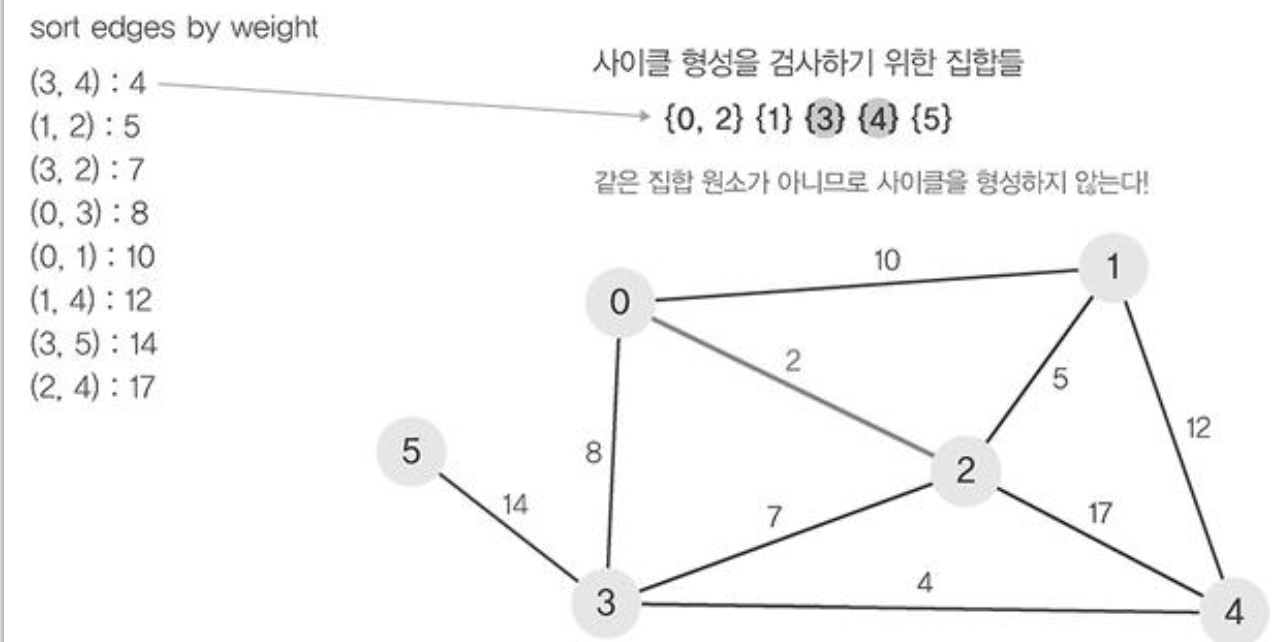 sort edges by weight
(3, 4) : 4
(1, 2) : 5
(3, 2) : 7
(0, 3) : 8
(0, 1) : 10
(1, 4) : 12
(3, 5) : 14
(2, 4) : 17
사이클 형성을 검사하기 위한 집합들
{0, 2} {1} {3} {4} {5}
같은 집합 원소가 아니므로 사이클을 형성하지 않는다!
10
1
0
2
5
8
12
5
2
14
7
17
4
3
4